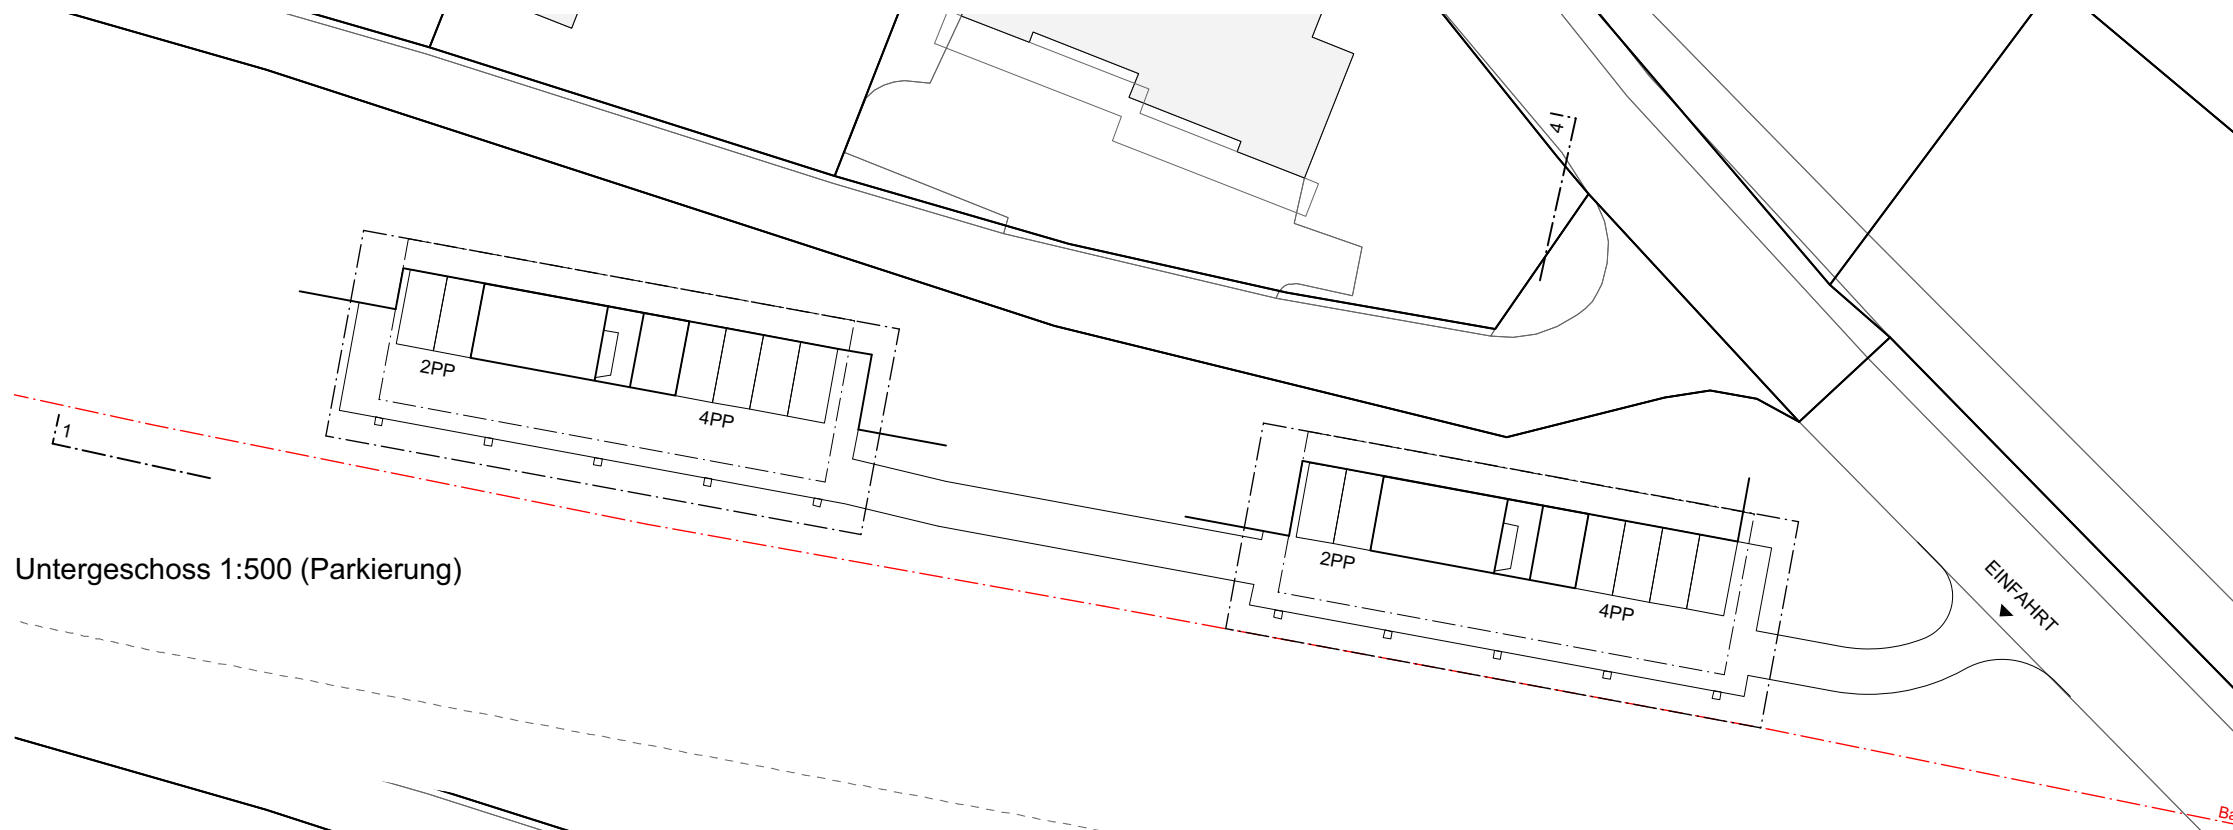 4
2PP
4PP
1
2PP
4PP
Untergeschoss 1:500 (Parkierung)
EINFAHRT